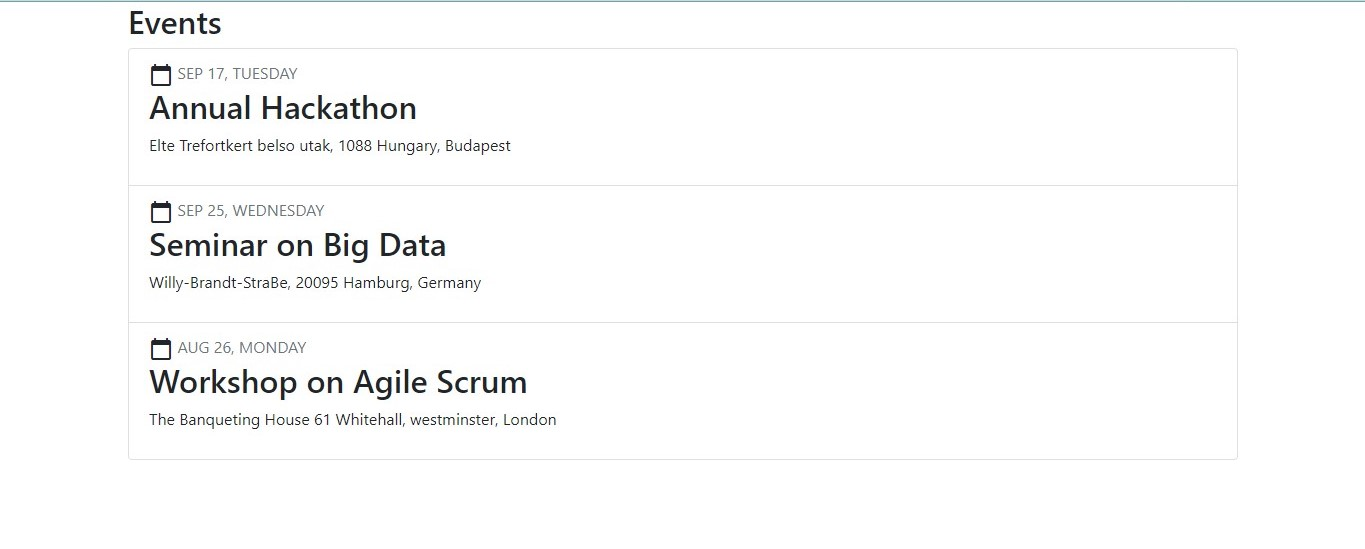 Events
SEP 17, TUESDAY
Annual Hackathon
Elte Trefortkert belso utak, 1088 Hungary, Budapest
SEP 25, WEDNESDAY
Seminar on Big Data
Willy-Brandt-StraBe, 20095 Hamburg, Germany
AUG 26, MONDAY
Workshop on Agile Scrum
The Banqueting House 61 Whitehall, westminster, London